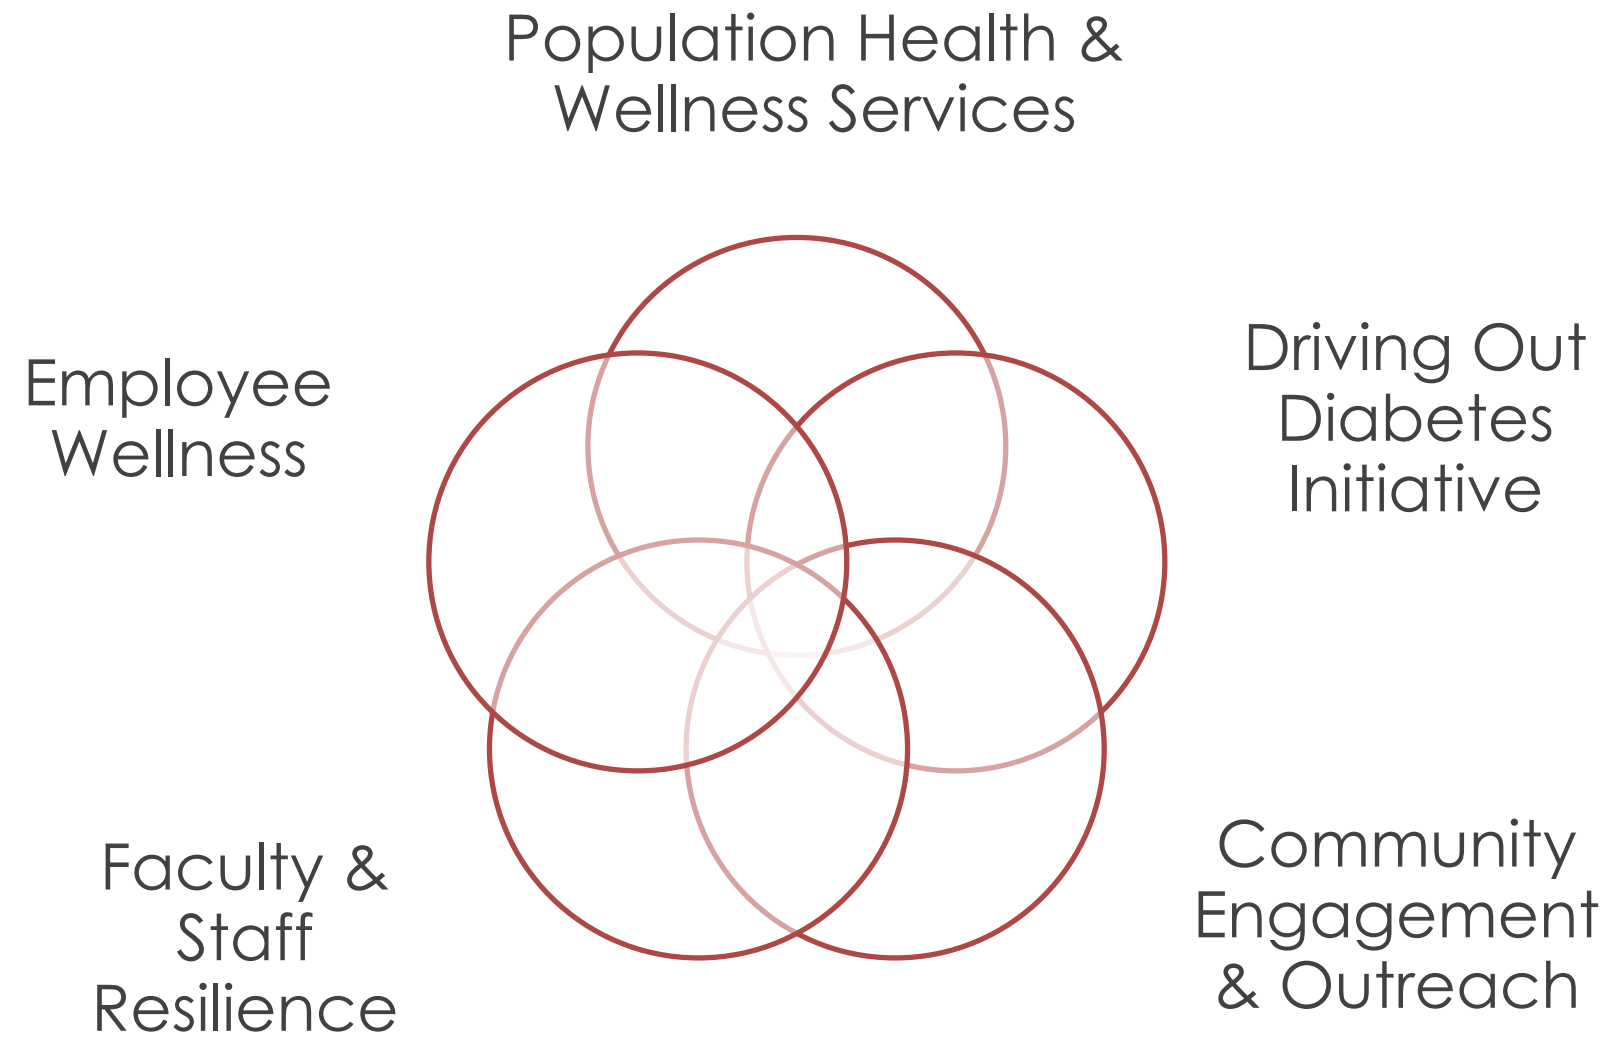 Population Health &
Wellness Services
Employee
Wellness
Driving Out
Diabetes
Initiative
Faculty &
Staff
Resilience
Community
Engagement
& Outreach